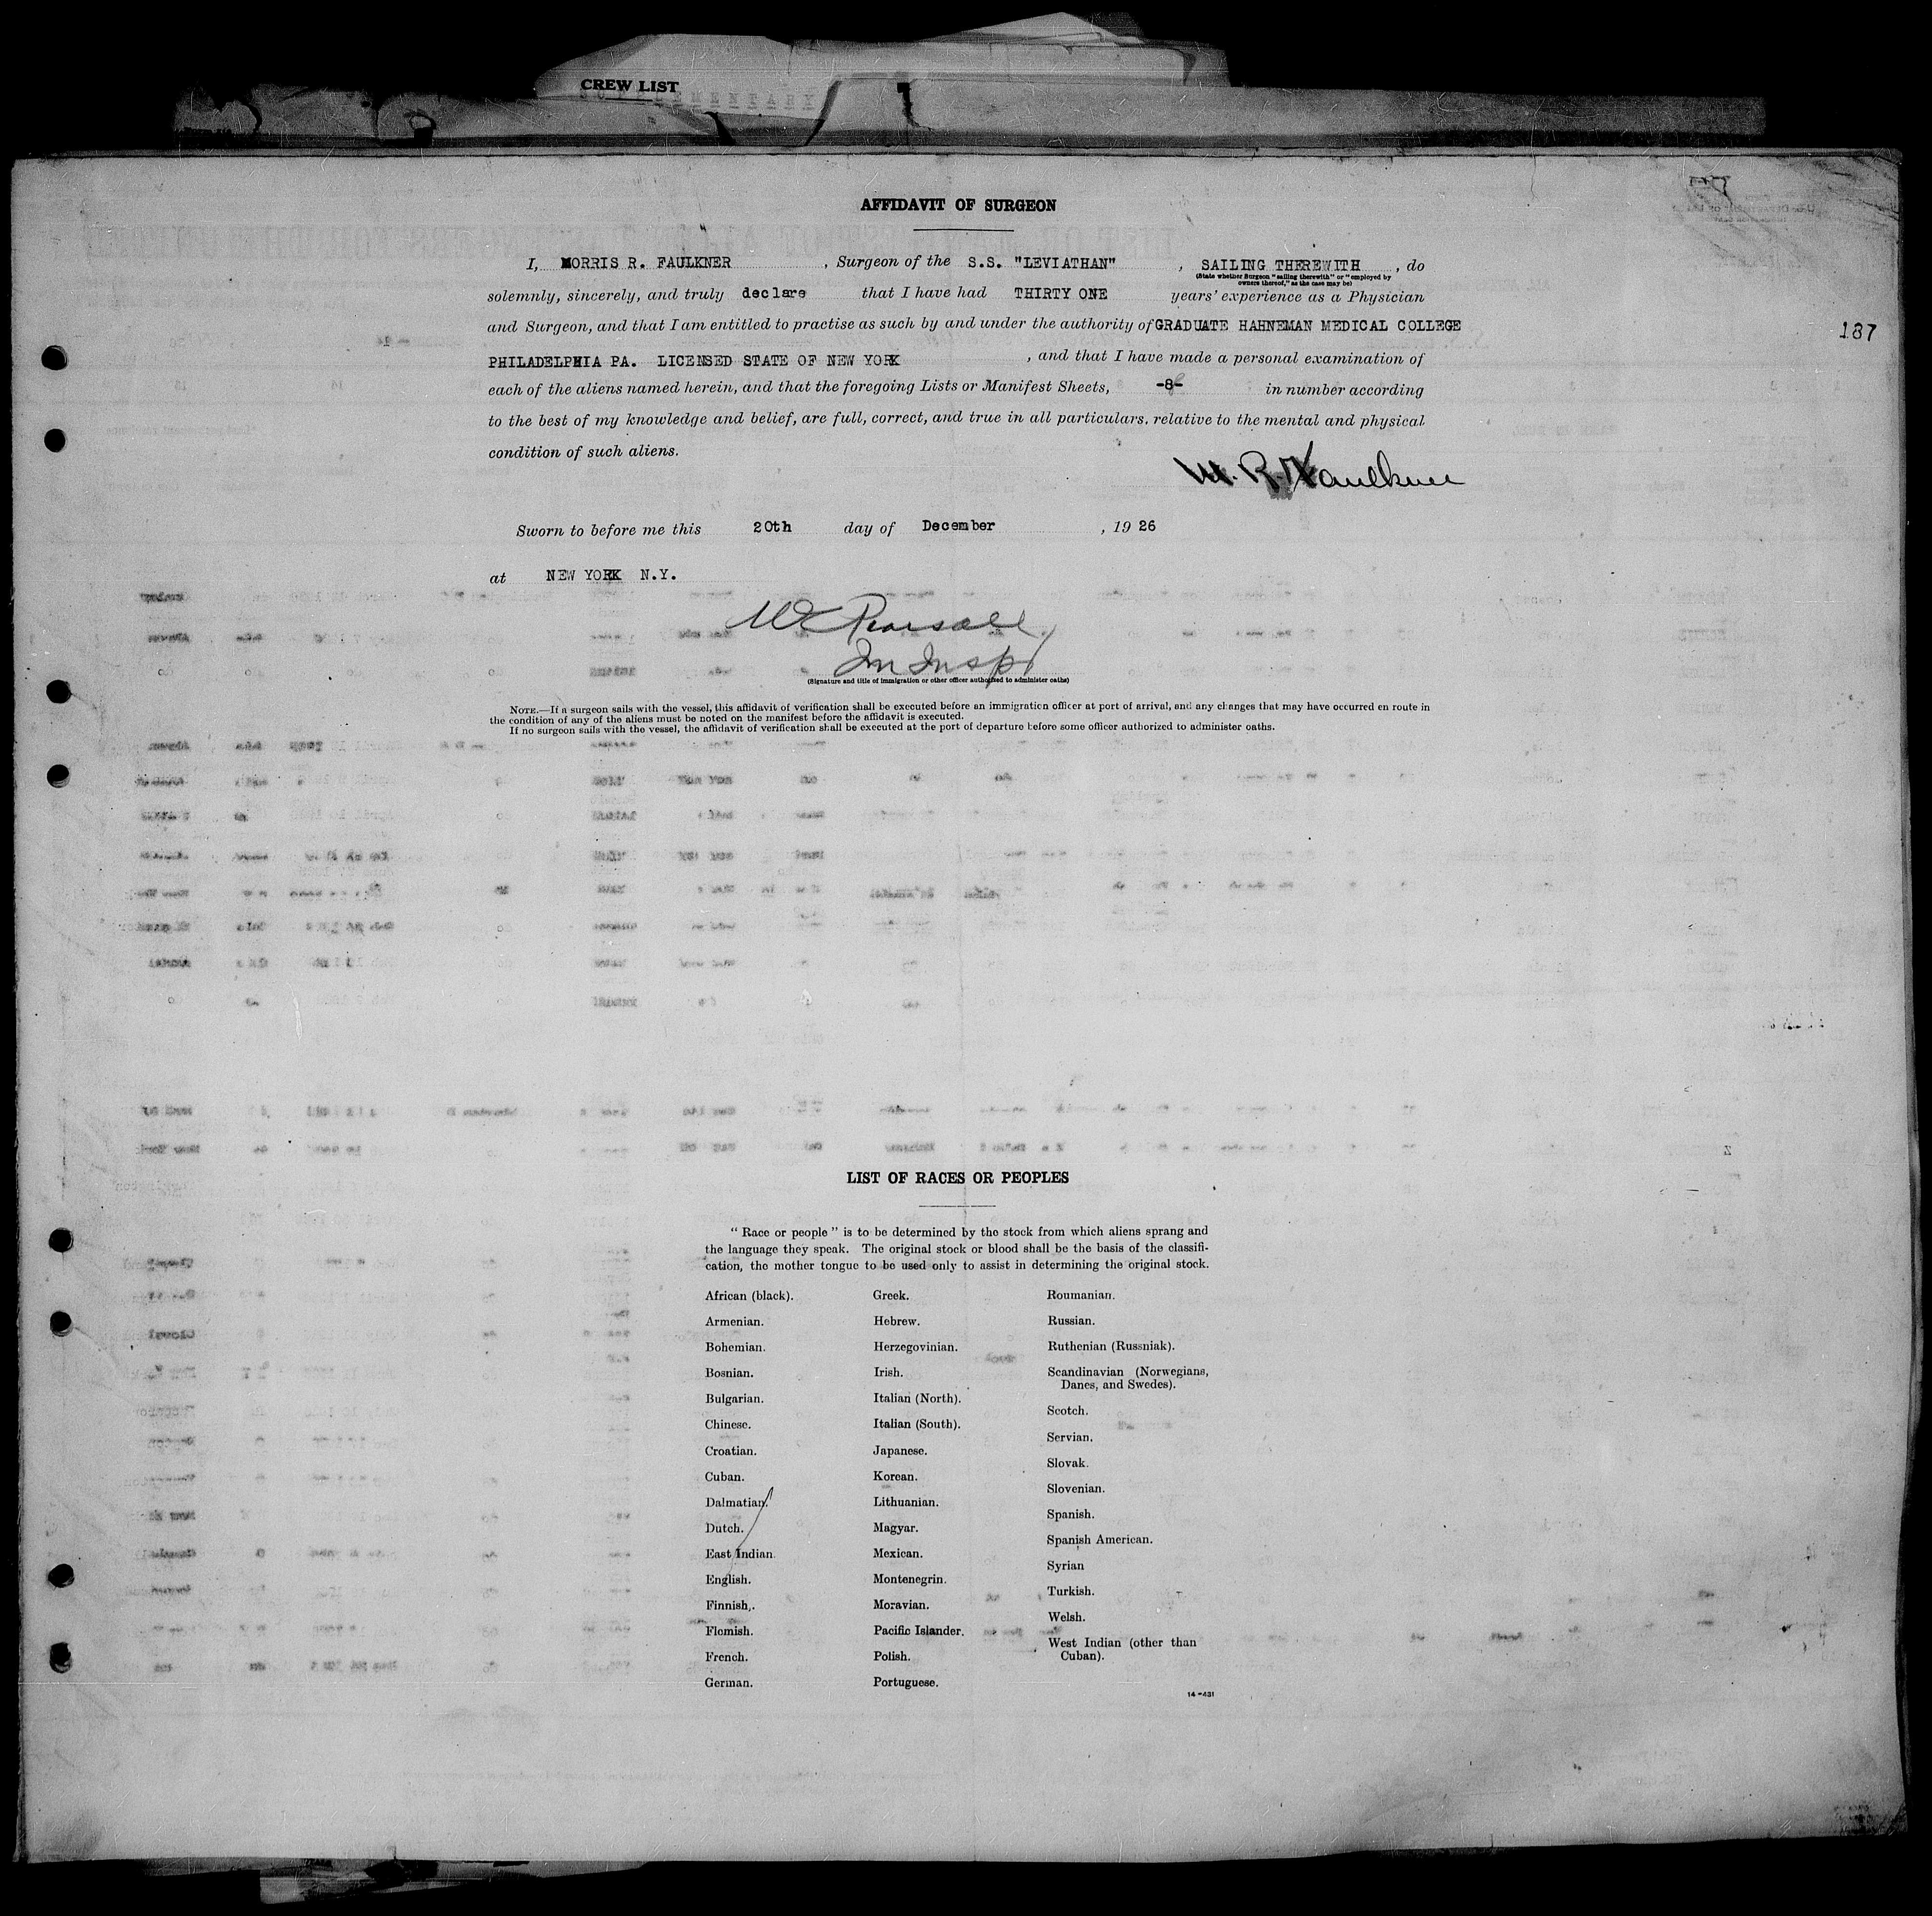 CREW LIST
SUPPLEMENTARY
AFFIDAVIT OF SURGEON
I, MORRIS R. FAULKNER , Surgeon of the S.S. "LEVIATHAN" , SAILING THEREWITH , do
(State whether Surgeon "sailing therewith" or "employed by
owners thereof," as the case may be)
solemnly, sincerely, and truly declare that I have had THIRTY ONE years' experience as a Physician
and Surgeon, and that I am entitled to practise as such by and under the authority of GRADUATE HAHNEMAN MEDICAL COLLEGE
137
PHILADELPHIA PA. LICENSED STATE OF NEW YORK , and that I have made a personal examination of
each of the aliens named herein, and that the foregoing Lists or Manifest Sheets, -8- in number according
to the best of my knowledge and belief, are full, correct, and true in all particulars, relative to the mental and physical
condition of such aliens.
M. R. Faulkner
Sworn to before me this 20th day of December , 19 26
at NEW YORK N.Y.
Pearsall
Im Insp
(Signature and title of immigration or other officer authorized to administer oaths)
NOTE.—If a surgeon sails with the vessel, this affidavit of verification shall be executed before an immigration officer at port of arrival, and any changes that may have occurred en route in
the condition of any of the aliens must be noted on the manifest before the affidavit is executed.
If no surgeon sails with the vessel, the affidavit of verification shall be executed at the port of departure before some officer authorized to administer oaths.
LIST OF RACES OR PEOPLES
" Race or people " is to be determined by the stock from which aliens sprang and
the language they speak. The original stock or blood shall be the basis of the classifi-
cation, the mother tongue to be used only to assist in determining the original stock.
African (black).
Armenian.
Bohemian.
Bosnian.
Bulgarian.
Chinese.
Croatian.
Cuban.
Dalmatian.
Dutch.
East Indian
English.
Finnish.
Flemish.
French.
German.
Greek.
Hebrew.
Herzegovinian.
Irish.
Italian (North).
Italian (South).
Japanese.
Korean.
Lithuanian.
Magyar.
Mexican.
Montenegrin.
Moravian.
Pacific Islander.
Polish.
Portuguese.
Roumanian.
Russian.
Ruthenian (Russniak).
Scandinavian (Norwegians,
Danes, and Swedes).
Scotch.
Servian.
Slovak.
Slovenian.
Spanish.
Spanish American.
Syrian
Turkish.
Welsh.
West Indian (other than
Cuban).
14-431